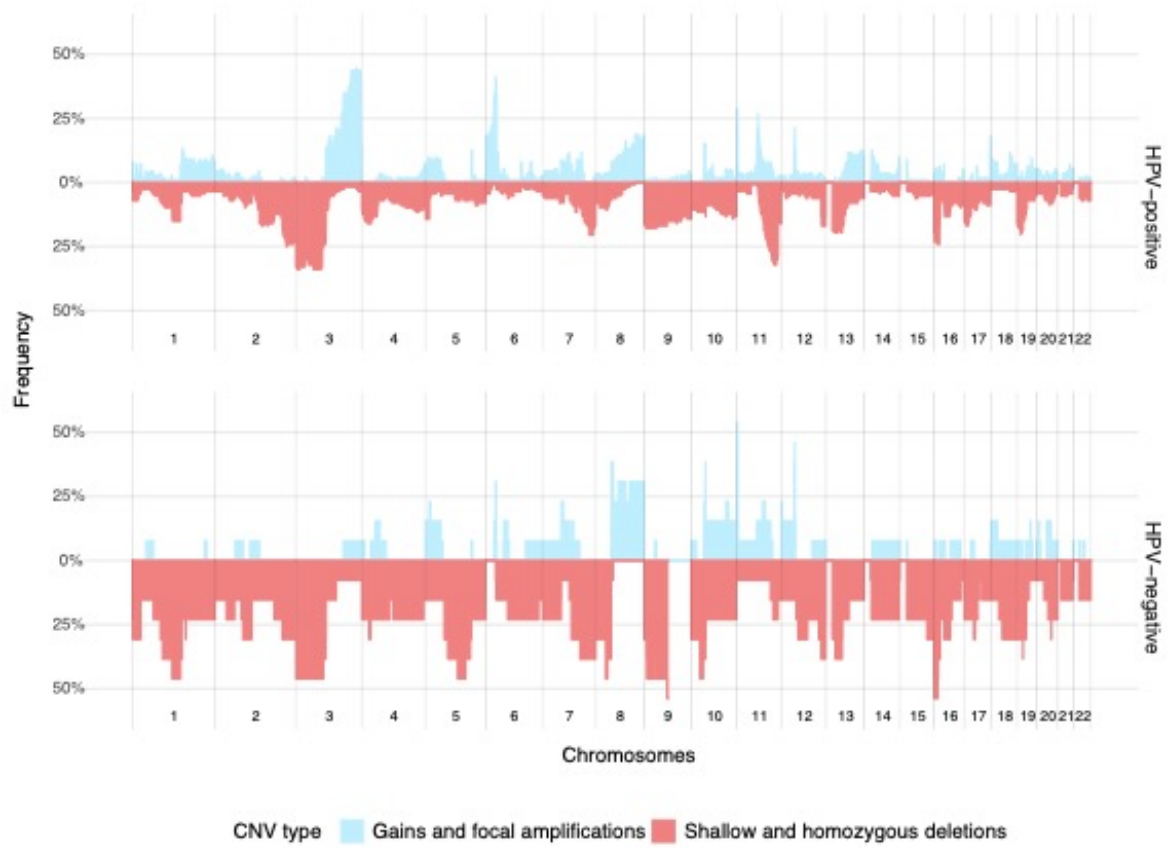 50%
25%
0%
25%
50%
HPV-positive
1 2 3 4 5 6 7 8 9 10 11 12 13 14 15 16 17 18 19 20 21 22
Frequency
50%
25%
0%
25%
50%
HPV-negative
1 2 3 4 5 6 7 8 9 10 11 12 13 14 15 16 17 18 19 20 21 22
Chromosomes
CNV type Gains and focal amplifications Shallow and homozygous deletions